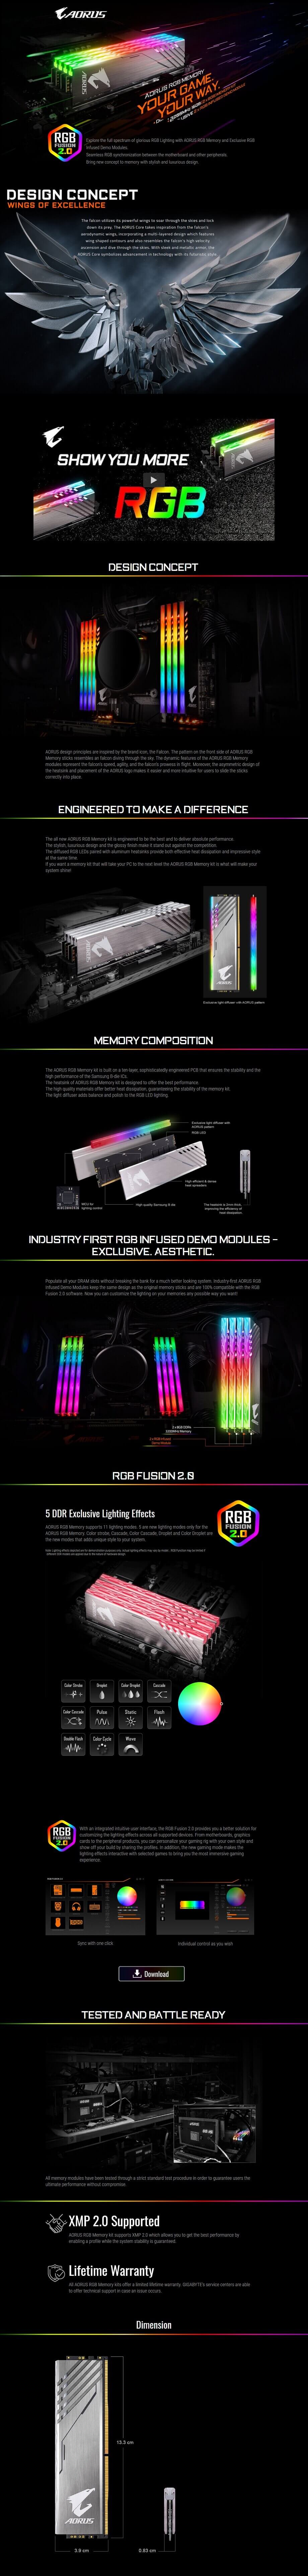 AORUS
AORUS
AORUS RGB MEMORY
YOUR GAME.
YOUR WAY.
RGB
FUSION
2.0
Explore the full spectrum of glorious RGB Lighting with AORUS RGB Memory and Exclusive RGB
Infused Demo Modules.
Seamless RGB synchronization between the motherboard and other peripherals.
Bring new concept to memory with stylish and luxurious design.
DESIGN CONCEPT
WINGS OF EXCELLENCE
The falcon utilizes its powerful wings to soar through the skies and lock
down its prey. The AORUS Core takes inspiration from the falcon's
aerodynamic wings, incorporating a multi-layered design which features
wing shaped contours and also resembles the falcon's high velocity
ascension and dive through the skies. With sleek and metallic armor, the
AORUS Core symbolizes advancement in technology with its futuristic style.
SHOW YOU MORE
RGB
DESIGN CONCEPT
AORUS design principles are inspired by the brand icon, the Falcon. The pattern on the front side of AORUS RGB
Memory sticks resembles an falcon diving through the sky. The dynamic features of the AORUS RGB Memory
modules represent the falcon's speed, agility, and the blazing fast bird in flight. Moreover, the asymmetric design of
the heatsink and placement of the AORUS logo makes it easier and more intuitive for users to slide the sticks
correctly into place.
ENGINEERED TO MAKE A DIFFERENCE
The all new AORUS RGB Memory kit is engineered to be the best and to deliver absolute performance.
The stylish, luxurious design and the glossy finish make it stand out against the competition.
The diffused RGB LEDs paired with aluminum heatsinks provide both effective heat dissipation and impressive style
at the same time.
If you want a memory kit that will take your PC to the next level the AORUS RGB Memory kit is what will make your
system shine!
AORUS
Exclusive light diffuser with AORUS pattern
MEMORY COMPOSITION
The AORUS RGB Memory kit is built on a ten-layer, sophisticatedly engineered PCB that ensures the stability and the
high performance of the Samsung B-die ICs.
The heatsink of AORUS RGB Memory kit is designed to offer the best performance.
The high quality materials offer better heat dissipation, guaranteeing the stability of the memory kit.
The light diffuser adds balance and polish to the RGB LED lighting.
Exclusive light diffuser with
AORUS pattern
RGB LED
High efficient & stereo
heat spreaders
MCU for
lighting control
High quality Samsung B die
The heatsink is 2mm thick,
improving the efficiency of
heat dissipation.
INDUSTRY FIRST RGB INFUSED DEMO MODULES –
EXCLUSIVE. AESTHETIC.
Populate all your DRAM slots without breaking the bank for a much better looking system. Industry-first AORUS RGB
Infused Demo Modules keep the same design as the original memory sticks and are 100% compatible with the RGB
Fusion 2.0 software. Now you can customize the lighting on your memories any possible way you want!
2 x 8GB DDR4
3200MHz Memory
2 x RGB Infused
Demo Module
RGB FUSION 2.0
5 DDR Exclusive Lighting Effects
AORUS RGB Memory supports 11 lighting modes. 5 are new lighting modes only for the
AORUS RGB Memory. Color stroke, Cascade, Color Cascade, Droplet and Color Droplet are
the new modes that adds unique style to your system.
RGB
FUSION
2.0
Color Stroke
Droplet
Color Droplet
Cascade
Color Cascade
Pulse
Static
Flash
Double Flash
Color Cycle
Wave
RGB
FUSION
2.0
With an integrated intuitive user interface, the RGB Fusion 2.0 provides you a better solution for
customizing the lighting effects across all supported devices. From motherboards, graphics
cards to the peripheral products, you can personalize your gaming rig with your own style and
show off your build by sharing the profiles. In addition, the new gaming mode makes the
lighting effects interactive with selected games to bring you the most immersive gaming
experience.
Sync with one click
Individual control as you wish
Download
TESTED AND BATTLE READY
All memory modules have been tested through a strict standard test procedure in order to guarantee users the
ultimate performance without compromise.
XMP 2.0 Supported
AORUS RGB Memory kit supports XMP 2.0 which allows you to get the best performance by
enabling a profile while the system stability is guaranteed.
Lifetime Warranty
All AORUS RGB Memory kits offer a limited lifetime warranty. GIGABYTE'S service centers are able
to offer technical support in case an issue occurs.
Dimension
13.3 cm
AORUS
3.9 cm
0.83 cm